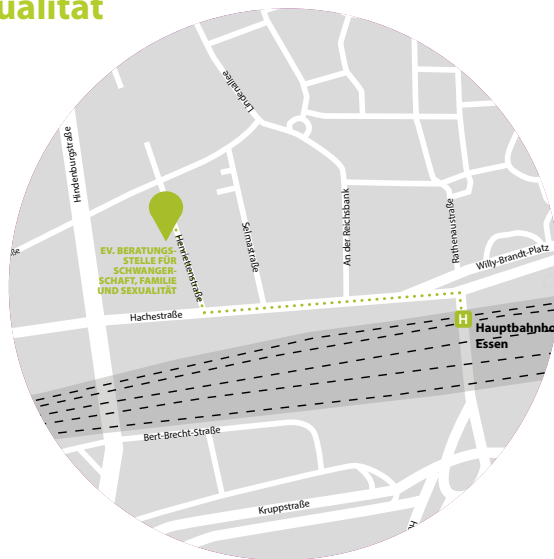 ualität
Lindenallee
Hindenburgstraße
ße
EV. BERATUNGS-
STELLE FÜR
SCHWANGER-
SCHAFT, FAMILIE
UND SEXUALITÄT
Henriettenstraße
Selmastraße
An der Reichsbank
Rathenaustraße
Willy-Brandt-Platz
Hachestraße
H
Hauptbahnho
Essen
Bert-Brecht-Straße
Kruppstraße